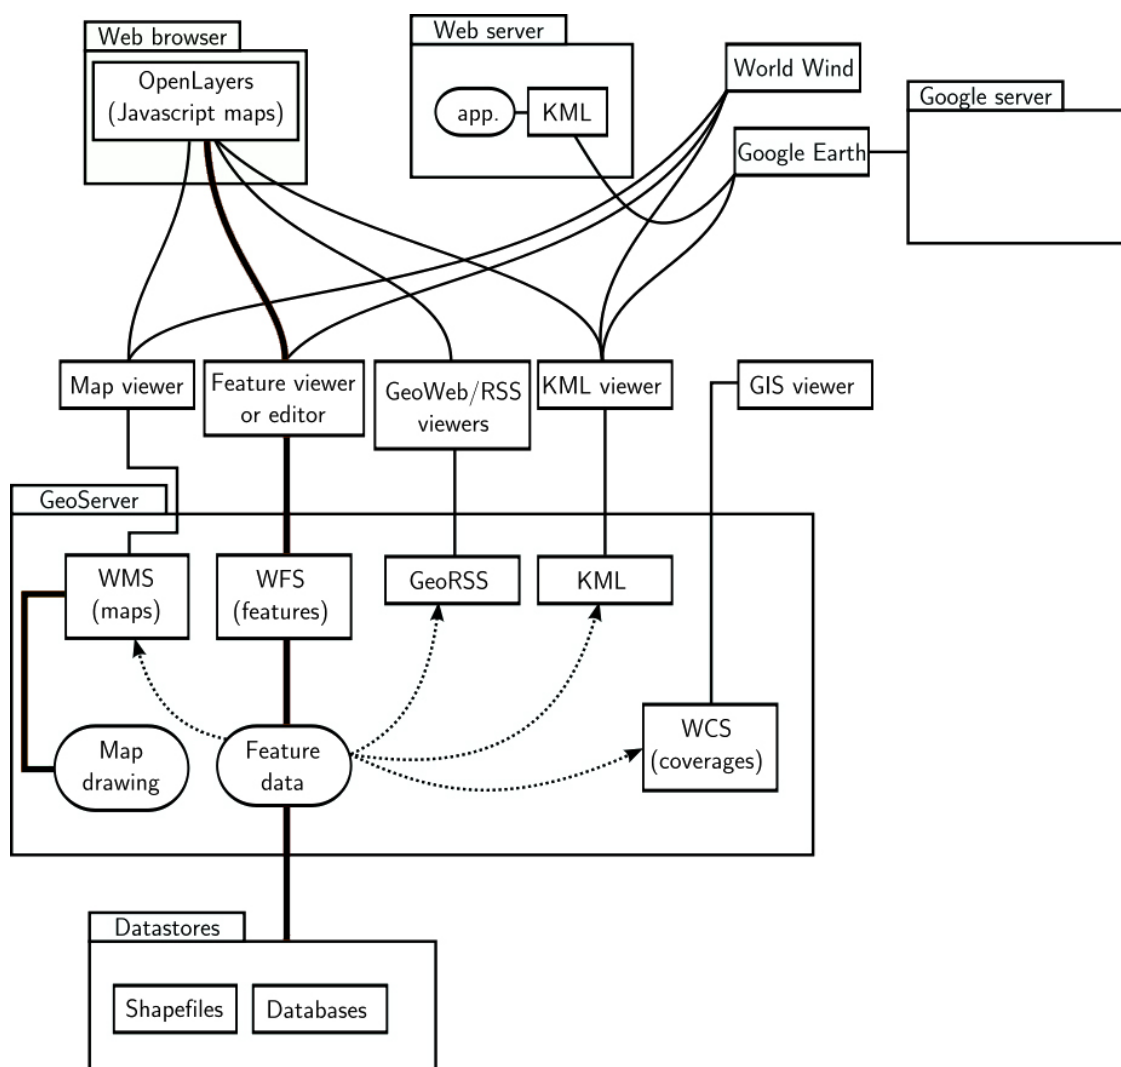 Web browser
OpenLayers
(Javascript maps)
Web server
app.
KML
World Wind
Google Earth
Google server
Map viewer
Feature viewer
or editor
GeoWeb/RSS
viewers
KML viewer
GIS viewer
GeoServer
WMS
(maps)
WFS
(features)
GeoRSS
KML
Map
drawing
Feature
data
WCS
(coverages)
Datastores
Shapefiles
Databases